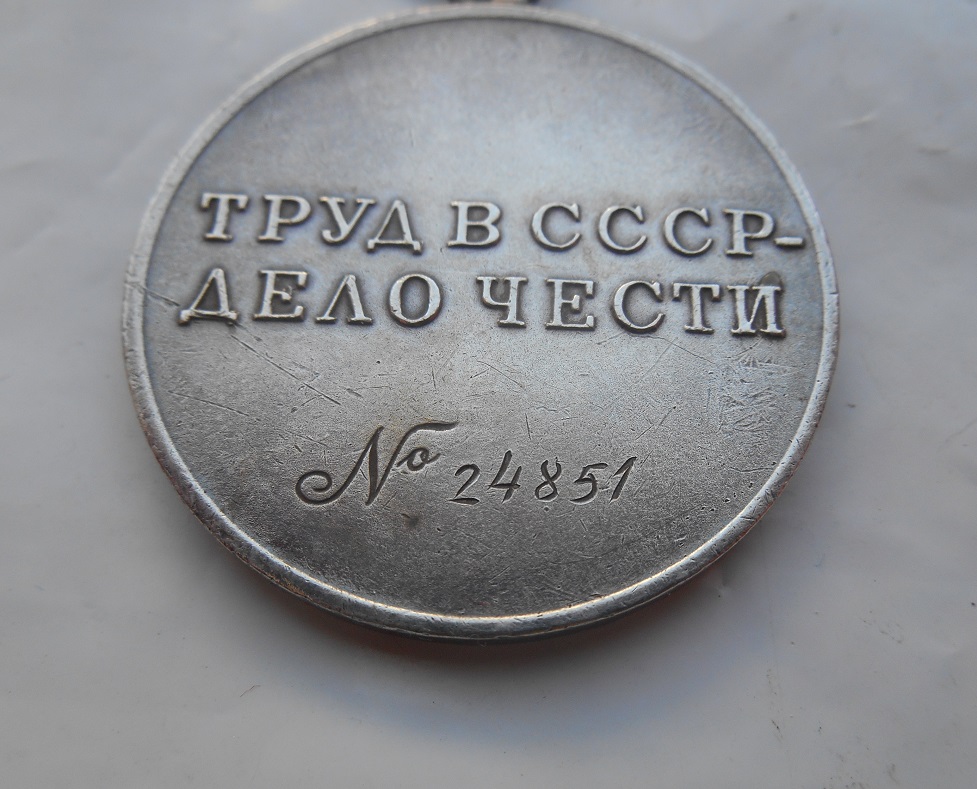 ТРУД В СССР-
ДЕЛО ЧЕСТИ
№ 24851